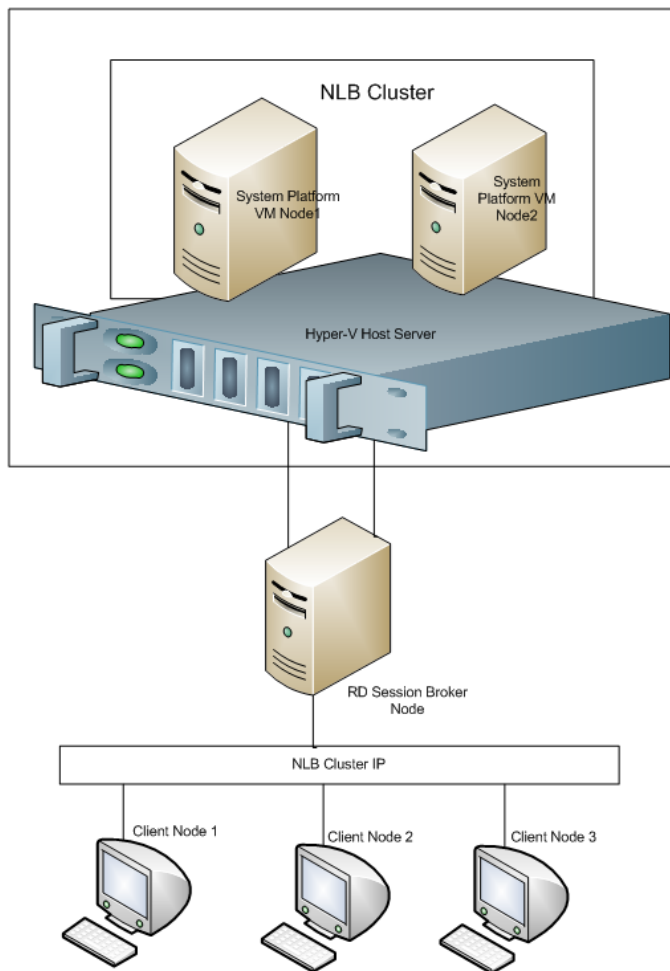 NLB Cluster
System Platform
VM Node1
System
Platform VM
Node2
Hyper-V Host Server
RD Session Broker
Node
NLB Cluster IP
Client Node 1
Client Node 2
Client Node 3